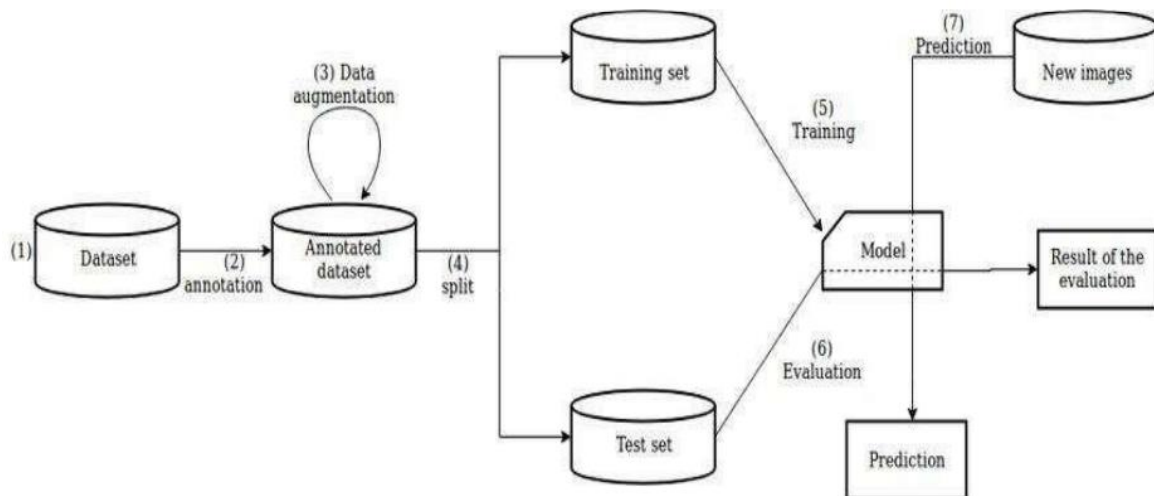 (1)
Dataset
(2)
annotation
(3) Data
augmentation
Annotated
dataset
(4)
split
Training set
Test set
(5)
Training
(6)
Evaluation
Model
(7)
Prediction
New images
Result of the
evaluation
Prediction